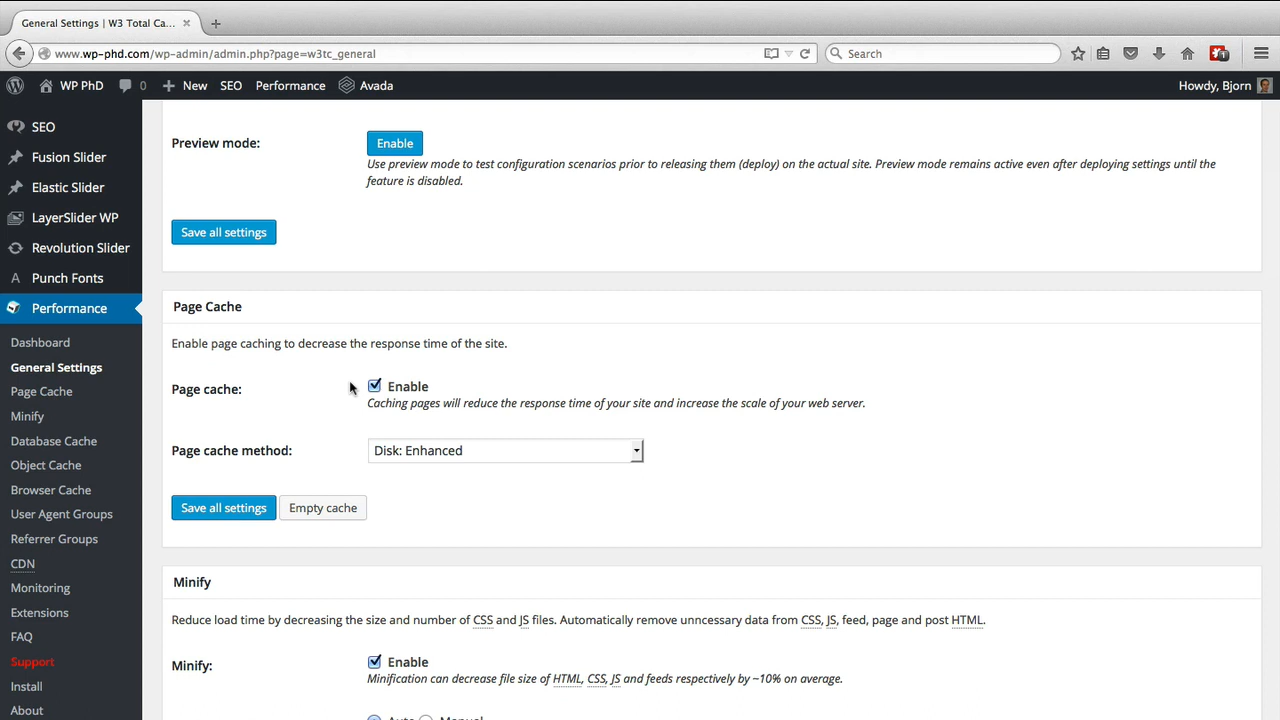 General Settings | W3 Total Ca...
www.wp-phd.com/wp-admin/admin.php?page=w3tc_general
Search
1
WP PhD
0
New
SEO
Performance
Avada
Howdy, Bjorn
SEO
Fusion Slider
Elastic Slider
LayerSlider WP
Revolution Slider
A Punch Fonts
Performance
Dashboard
General Settings
Page Cache
Minify
Database Cache
Object Cache
Browser Cache
User Agent Groups
Referrer Groups
CDN
Monitoring
Extensions
FAQ
Support
Install
About
Preview mode:
Enable
Use preview mode to test configuration scenarios prior to releasing them (deploy) on the actual site. Preview mode remains active even after deploying settings until the
feature is disabled.
Save all settings
Page Cache
Enable page caching to decrease the response time of the site.
Page cache:
Enable
Caching pages will reduce the response time of your site and increase the scale of your web server.
Page cache method:
Disk: Enhanced
Save all settings
Empty cache
Minify
Reduce load time by decreasing the size and number of CSS and JS files. Automatically remove unncessary data from CSS, JS, feed, page and post HTML.
Minify:
Enable
Minification can decrease file size of HTML, CSS, JS and feeds respectively by ~10% on average.
Auto Manual